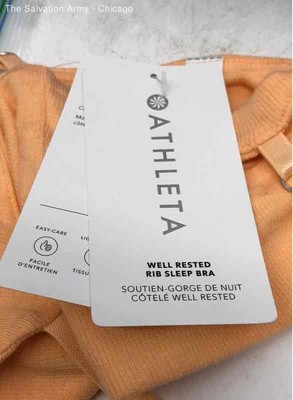 The Salvation Army - Chicago
ATHLETA
WELL RESTED
RIB SLEEP BRA
SOUTIEN-GORGE DE NUIT
CÔTELÉ WELL RESTED
EASY-CARE
FACILE
D'ENTRETIEN
TISSU